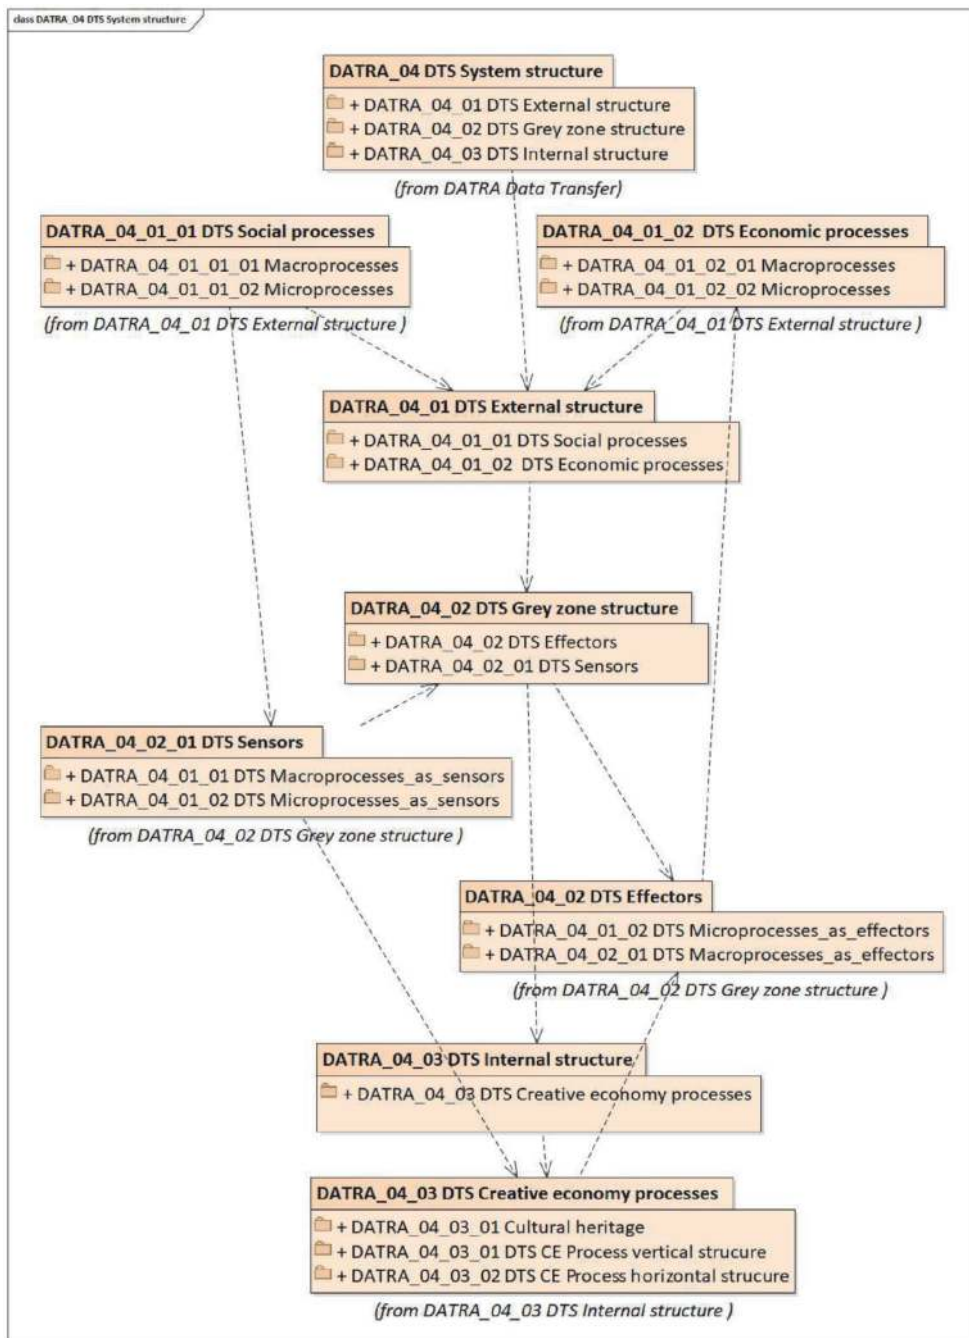 class DATRA_04 DTS System structure
DATRA_04 DTS System structure
+ DATRA_04_01 DTS External structure
+ DATRA_04_02 DTS Grey zone structure
+ DATRA_04_03 DTS Internal structure
(from DATRA Data Transfer)
DATRA_04_01_01 DTS Social processes
+ DATRA_04_01_01_01 Macroprocesses
+ DATRA_04_01_01_02 Microprocesses
(from DATRA_04_01 DTS External structure )
DATRA_04_01_02  DTS Economic processes
+ DATRA_04_01_02_01 Macroprocesses
+ DATRA_04_01_02_02 Microprocesses
(from DATRA_04_01 DTS External structure )
DATRA_04_01 DTS External structure
+ DATRA_04_01_01 DTS Social processes
+ DATRA_04_01_02  DTS Economic processes
DATRA_04_02 DTS Grey zone structure
+ DATRA_04_02 DTS Effectors
+ DATRA_04_02_01 DTS Sensors
DATRA_04_02_01 DTS Sensors
+ DATRA_04_01_01 DTS Macroprocesses_as_sensors
+ DATRA_04_01_02 DTS Microprocesses_as_sensors
(from DATRA_04_02 DTS Grey zone structure )
DATRA_04_02 DTS Effectors
+ DATRA_04_01_02 DTS Microprocesses_as_effectors
+ DATRA_04_02_01 DTS Macroprocesses_as_effectors
(from DATRA_04_02 DTS Grey zone structure )
DATRA_04_03 DTS Internal structure
+ DATRA_04_03 DTS Creative economy processes
DATRA_04_03 DTS Creative economy processes
+ DATRA_04_03_01 Cultural heritage
+ DATRA_04_03_01 DTS CE Process vertical strucure
+ DATRA_04_03_02 DTS CE Process horizontal strucure
(from DATRA_04_03 DTS Internal structure )